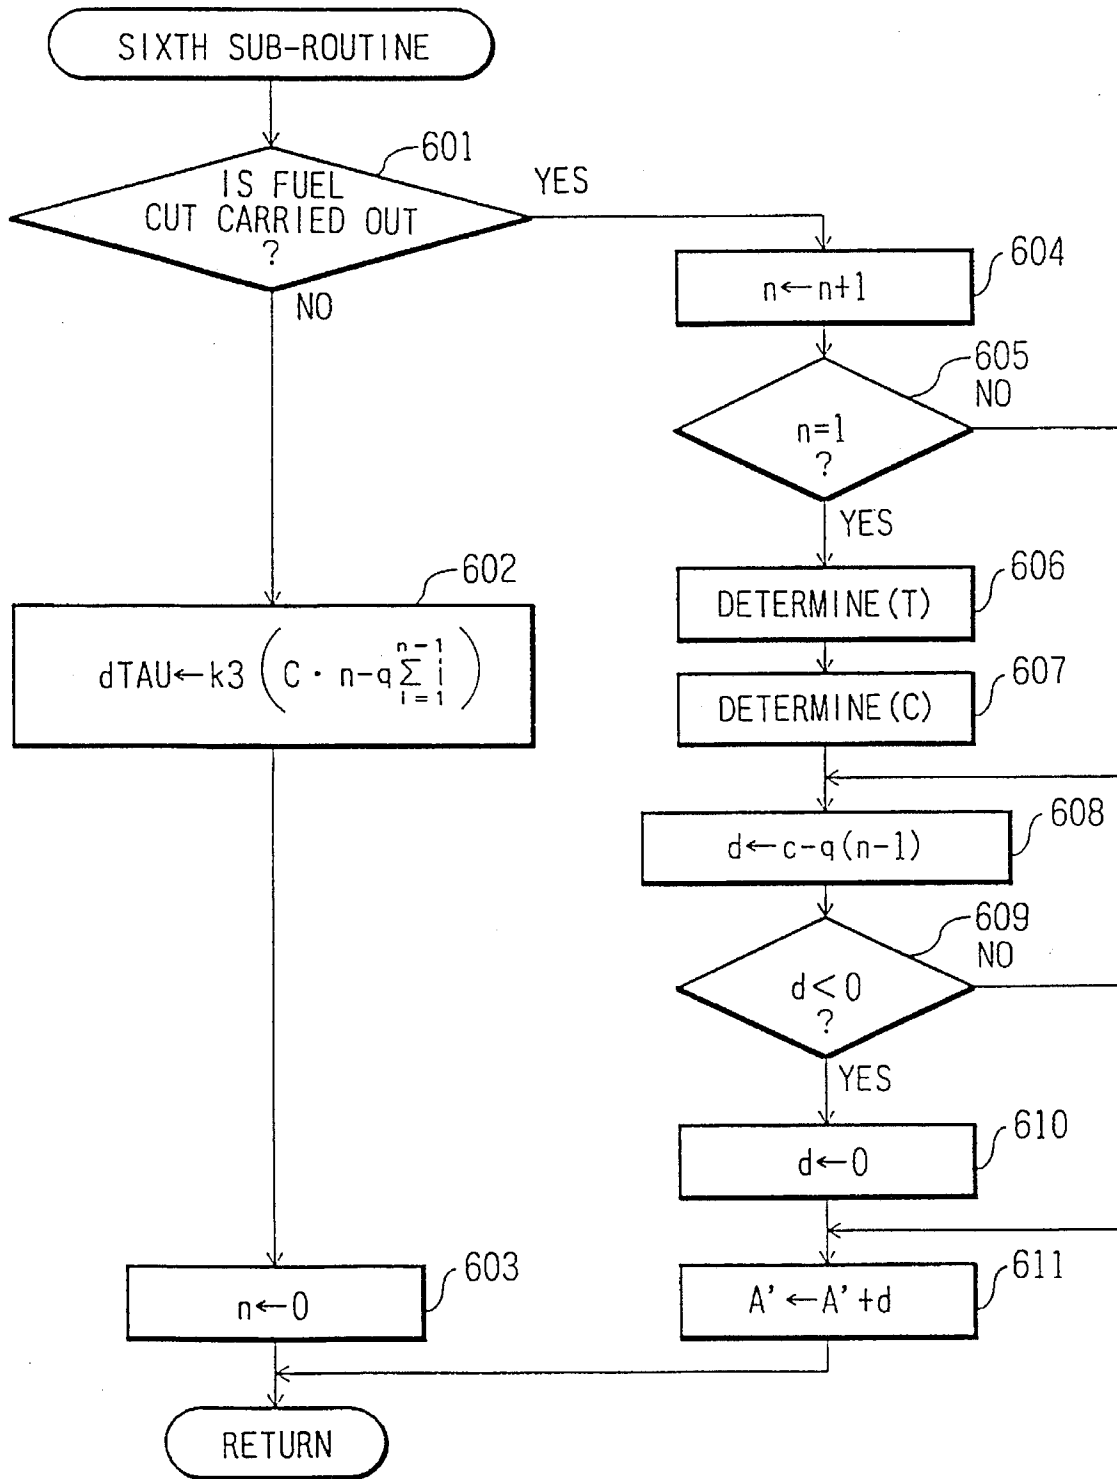 SIXTH SUB-ROUTINE
601
IS FUEL
CUT CARRIED OUT
?
YES
NO
604
n←n+1
605
NO
n=1
?
YES
606
DETERMINE(T)
607
DETERMINE(C)
602
dTAU←k3 ( C · n-q
n-1
∑ i
i=1
)
608
d←c-q(n-1)
609
NO
d<0
?
YES
610
d←0
611
A'←A'+d
603
n←0
RETURN